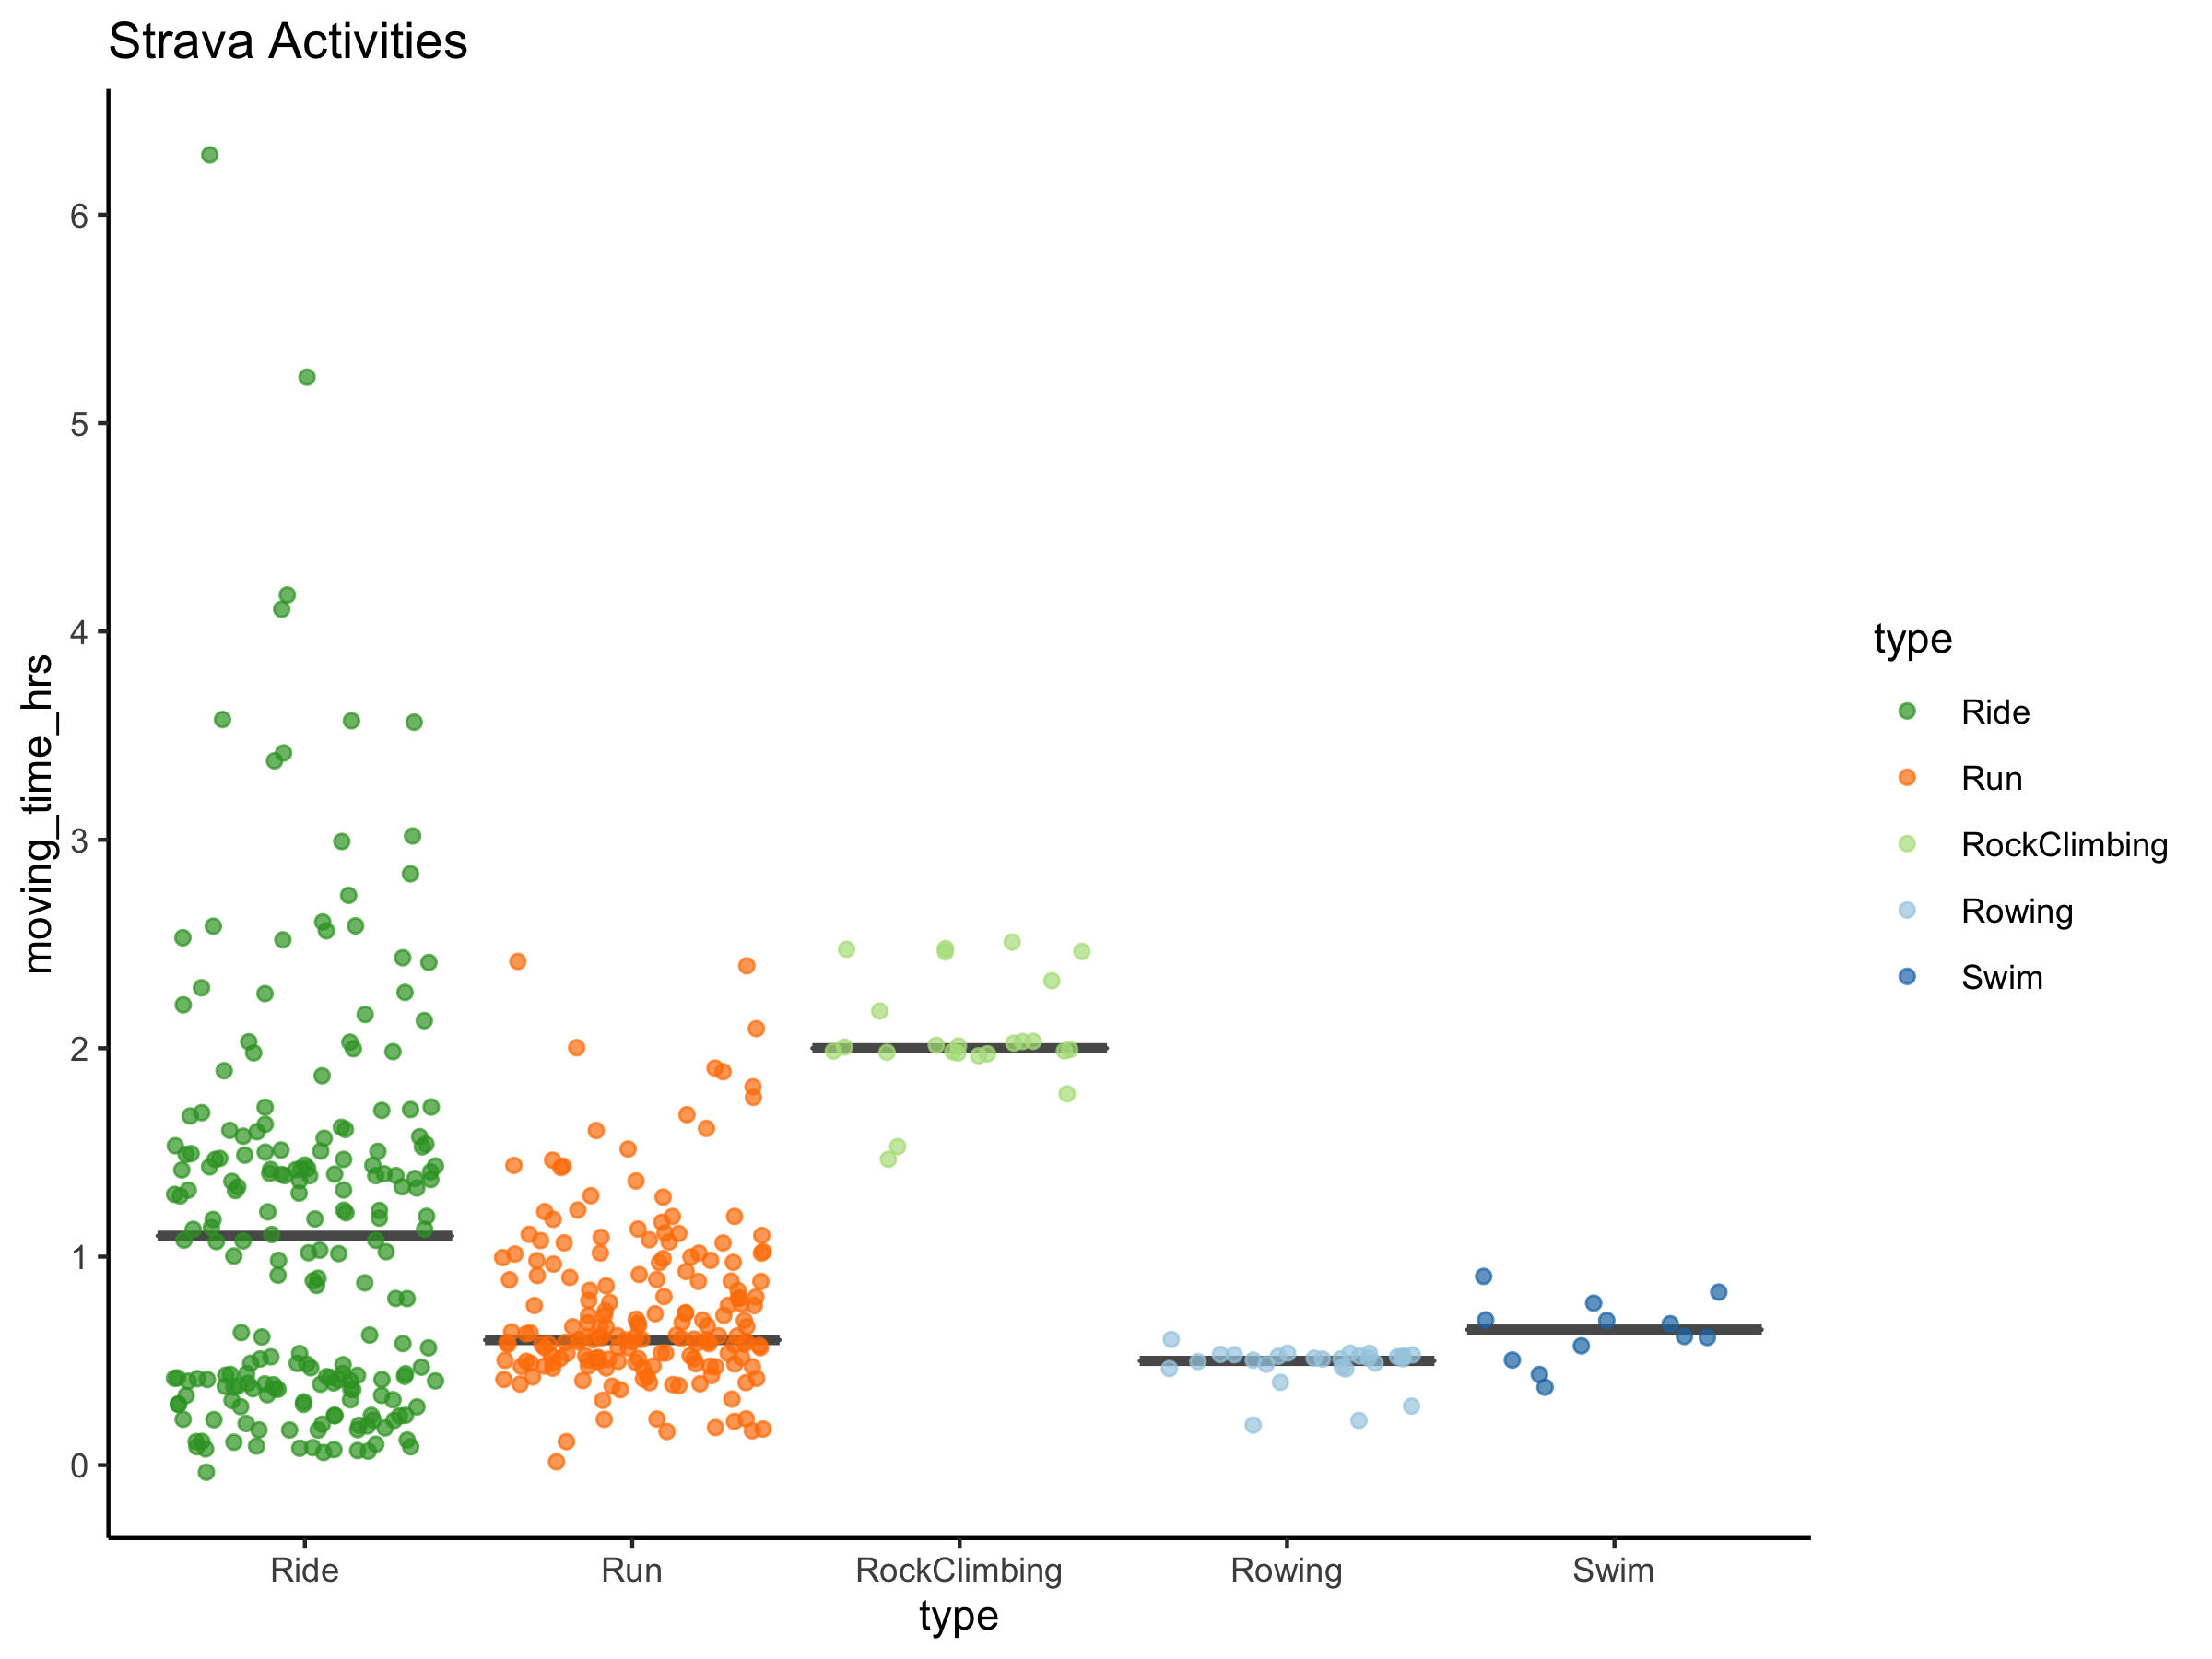 Strava Activities
moving_time_hrs
6
5
4
3
2
1
0
Ride
Run
RockClimbing
Rowing
Swim
type
type
Ride
Run
RockClimbing
Rowing
Swim